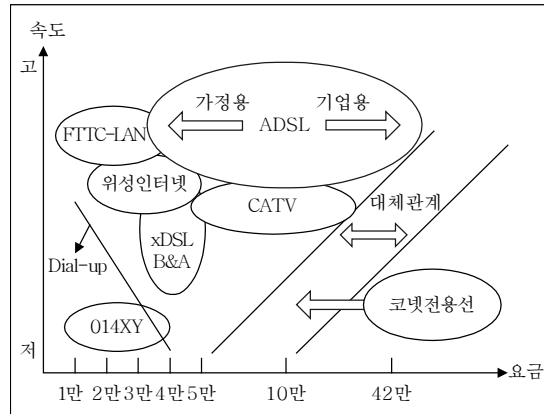 속도
고
가정용
기업용
ADSL
FTTC-LAN
위성인터넷
CATV
대체관계
xDSL
B&A
Dial-up
코넷전용선
014XY
저
요금
1만
2만
3만
4만
5만
10만
42만